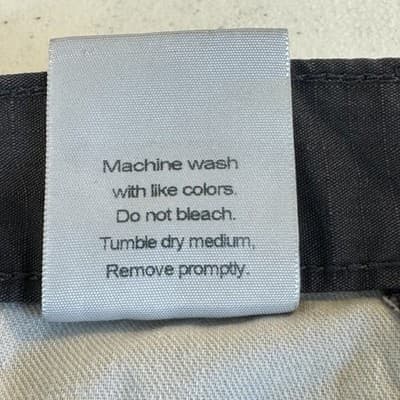 Machine wash
with like colors.
Do not bleach.
Tumble dry medium,
Remove promptly.